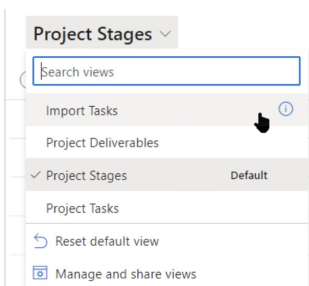 Project Stages
Search views
Import Tasks
Project Deliverables
Project Stages Default
Project Tasks
Reset default view
Manage and share views